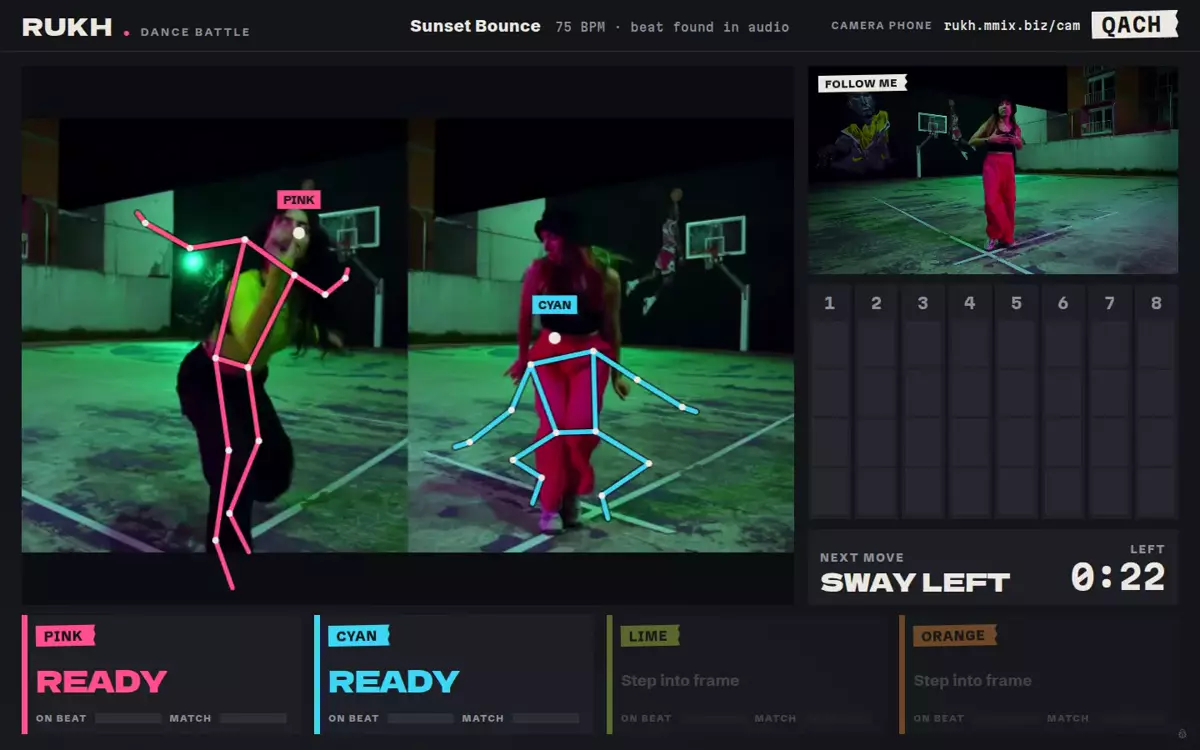 RUKH. DANCE BATTLE
Sunset Bounce 75 BPM · beat found in audio
CAMERA PHONE rukh.mmix.biz/cam QACH
PINK
CYAN
FOLLOW ME
1 2 3 4 5 6 7 8
NEXT MOVE
SWAY LEFT
LEFT
0:22
PINK
READY
ON BEAT MATCH
CYAN
READY
ON BEAT MATCH
LIME
Step into frame
ON BEAT MATCH
ORANGE
Step into frame
ON BEAT MATCH